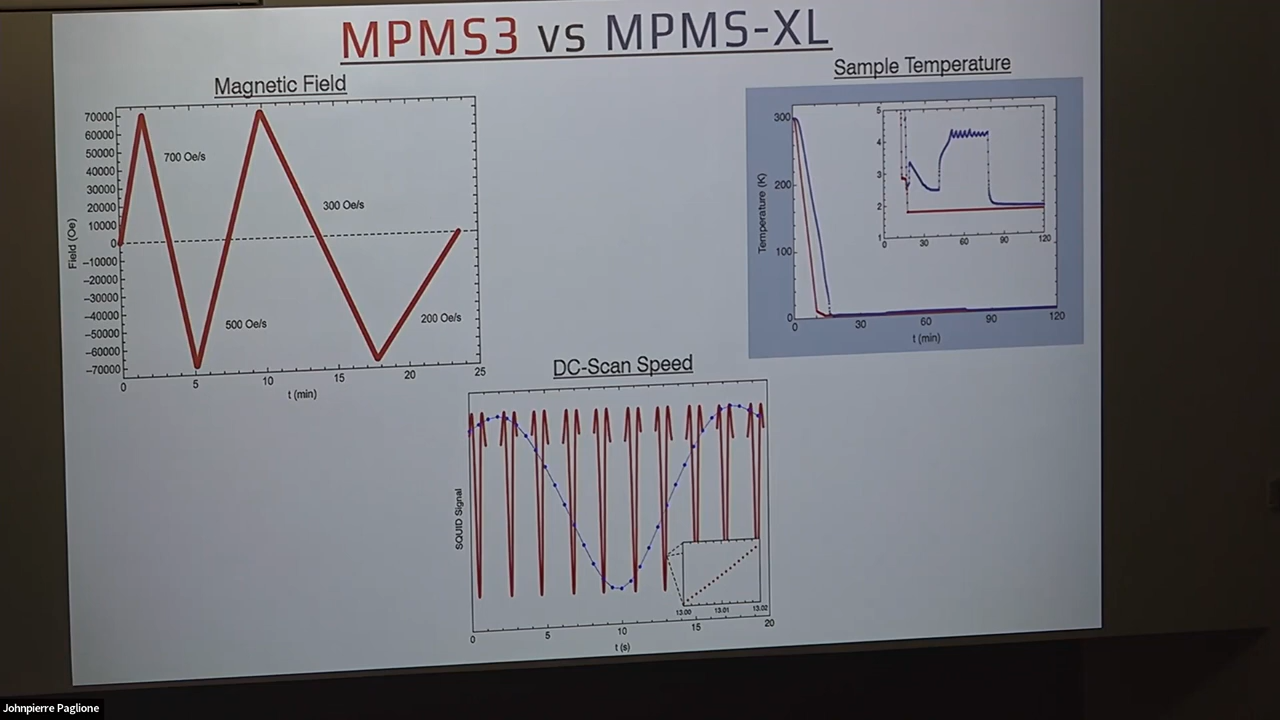 MPMS3 vs MPMS-XL
Magnetic Field
70000
60000
50000
40000
30000
20000
10000
0
−10000
−20000
−30000
−40000
−50000
−60000
−70000
Field (Oe)
700 Oe/s
500 Oe/s
300 Oe/s
200 Oe/s
0 5 10 15 20 25
t (min)
Sample Temperature
300
200
100
0
Temperature (K)
5
4
3
2
1
0 30 60 90 120
0 30 60 90 120
t (min)
DC-Scan Speed
SQUID Signal
13.00 13.01 13.02
0 5 10 15 20
t (s)
Johnpierre Paglione